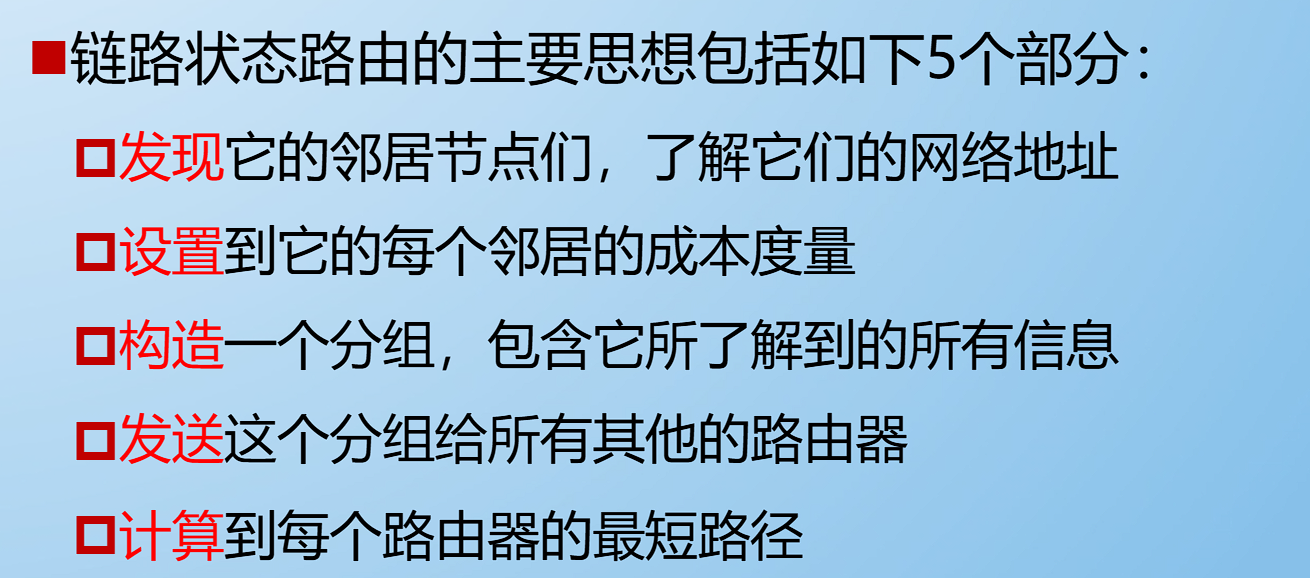 ■链路状态路由的主要思想包括如下5个部分：
发现它的邻居节点们，了解它们的网络地址
设置到它的每个邻居的成本度量
构造一个分组，包含它所了解到的所有信息
发送这个分组给所有其他的路由器
计算到每个路由器的最短路径